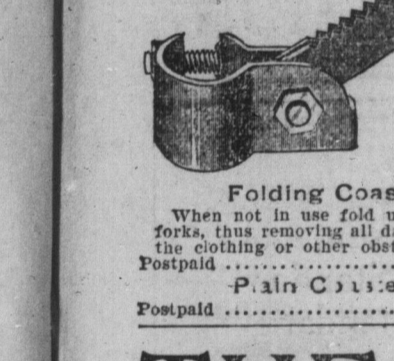 Folding Coas
When not in use fold u
forks, thus removing all d
the clothing or other obst
Postpaid ....................
Plain Coaste
Postpaid ....................